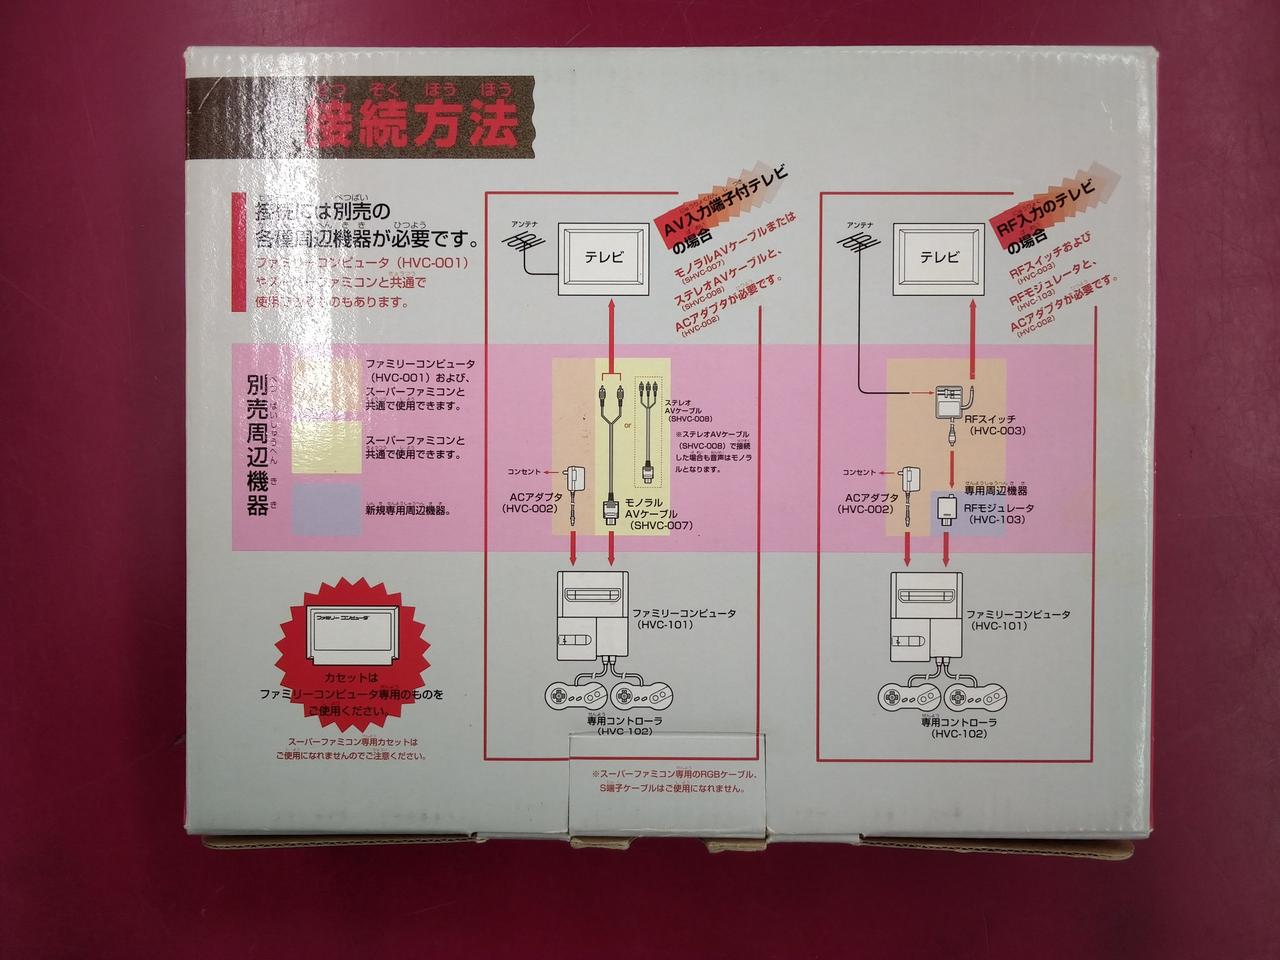 接続方法
接続には別売の
各種周辺機器が必要です。
ファミリーコンピュータ（HVC-001）
やスーパーファミコンと共通で
使用できるものもあります。
別売周辺機器
ファミリーコンピュータ
（HVC-001）および、
スーパーファミコンと
共通で使用できます。
スーパーファミコンと
共通で使用できます。
新規専用周辺機器。
ファミリー コンピュータ
カセットは
ファミリーコンピュータ専用のものを
ご使用ください。
スーパーファミコン専用カセットは
ご使用になれませんのでご注意ください。
AV入力端子付テレビ
の場合
モノラルAVケーブルまたは
（SHVC-007）
ステレオAVケーブルと、
（SHVC-008）
ACアダプタが必要です。
（HVC-002）
アンテナ
テレビ
or
ステレオ
AVケーブル
（SHVC-008）
※ステレオAVケーブル
（SHVC-008）で接続
した場合も音声はモノラ
ルとなります。
コンセント
ACアダプタ
（HVC-002）
モノラル
AVケーブル
（SHVC-007）
ファミリーコンピュータ
（HVC-101）
専用コントローラ
（HVC-102）
※スーパーファミコン専用のRGBケーブル、
S端子ケーブルはご使用になれません。
RF入力のテレビ
の場合
RFスイッチおよび
（HVC-003）
RFモジュレータと、
（HVC-103）
ACアダプタが必要です。
（HVC-002）
アンテナ
テレビ
RFスイッチ
（HVC-003）
コンセント
ACアダプタ
（HVC-002）
専用周辺機器
RFモジュレータ
（HVC-103）
ファミリーコンピュータ
（HVC-101）
専用コントローラ
（HVC-102）